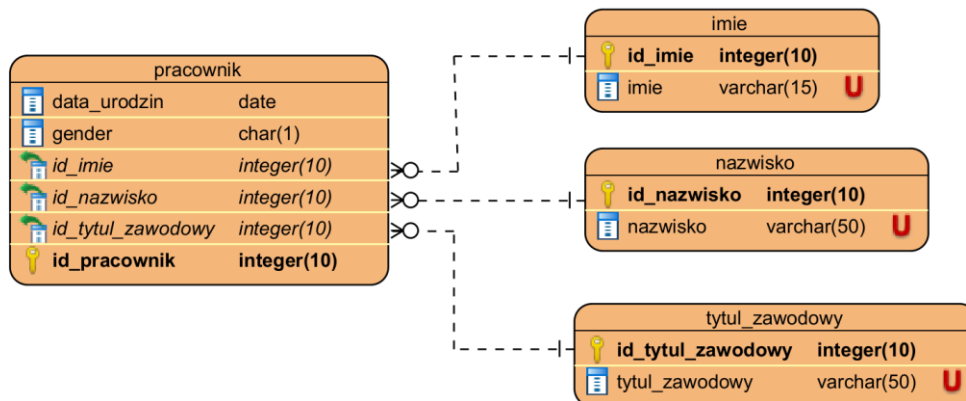 pracownik
data_urodzin date
gender char(1)
id_imie integer(10)
id_nazwisko integer(10)
id_tytul_zawodowy integer(10)
id_pracownik integer(10)
imie
id_imie integer(10)
imie varchar(15) U
nazwisko
id_nazwisko integer(10)
nazwisko varchar(50) U
tytul_zawodowy
id_tytul_zawodowy integer(10)
tytul_zawodowy varchar(50) U